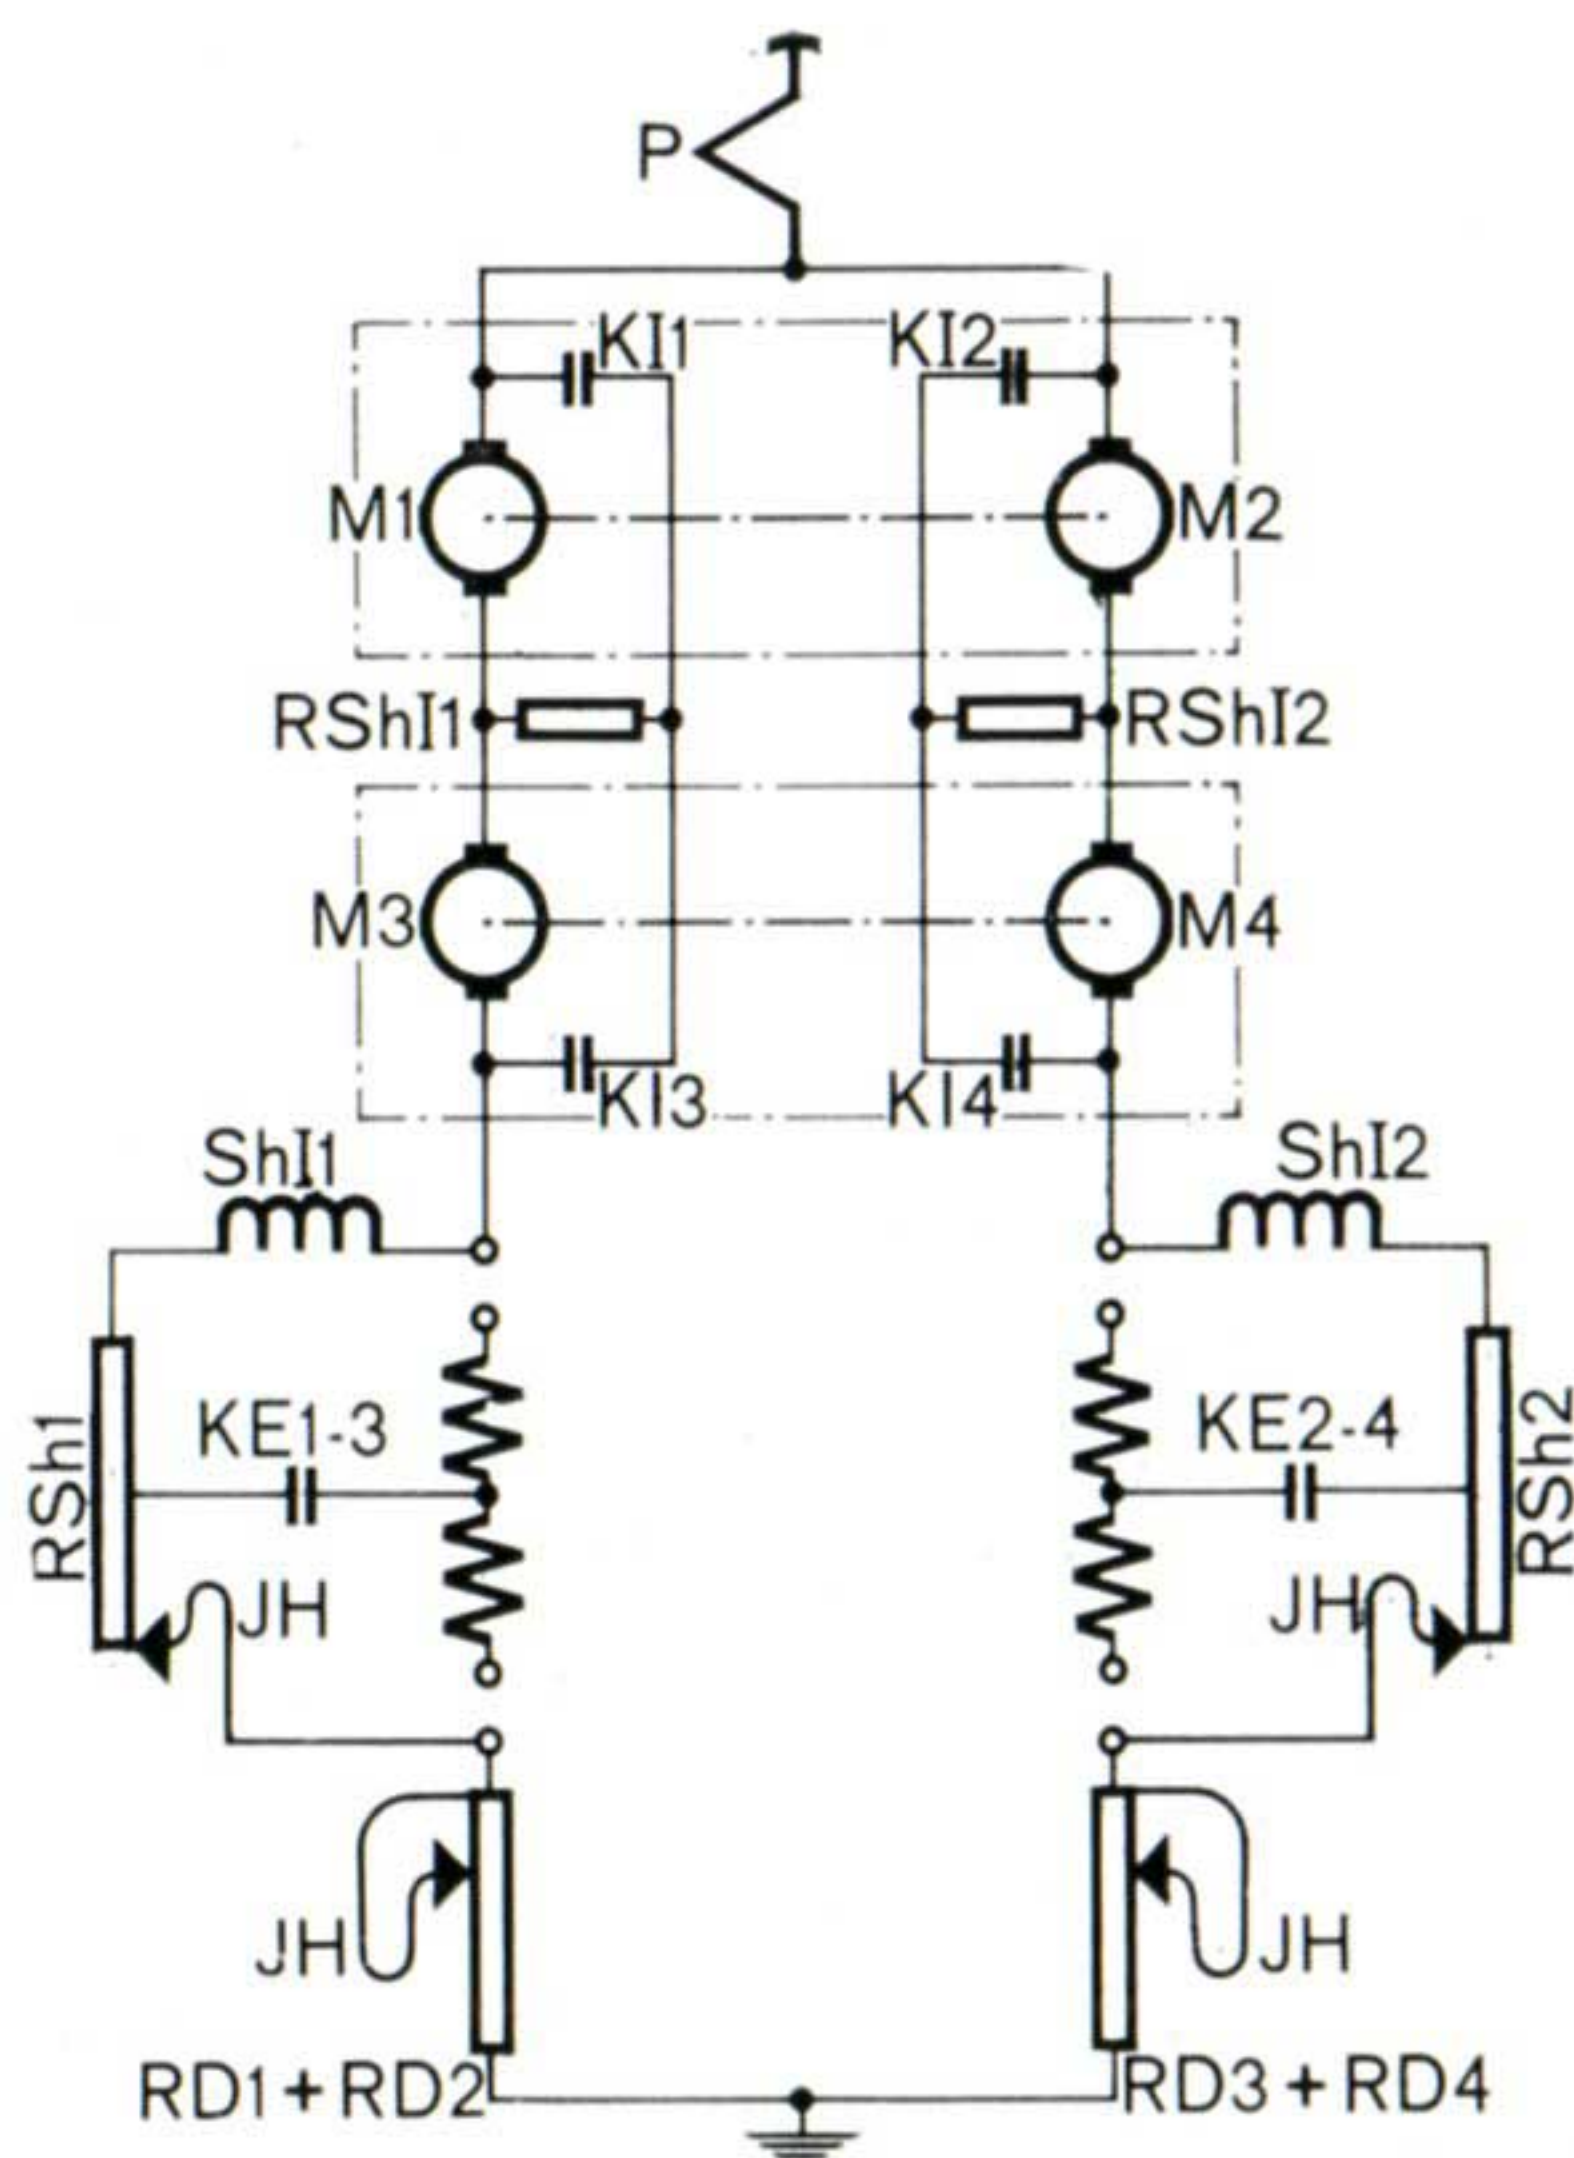 P
KI1 KI2
M1 M2
RShI1 RShI2
M3 M4
KI3 KI4
ShI1 ShI2
KE1-3 KE2-4
RSh1 RSh2
JH JH
JH JH
RD1+RD2 RD3+RD4